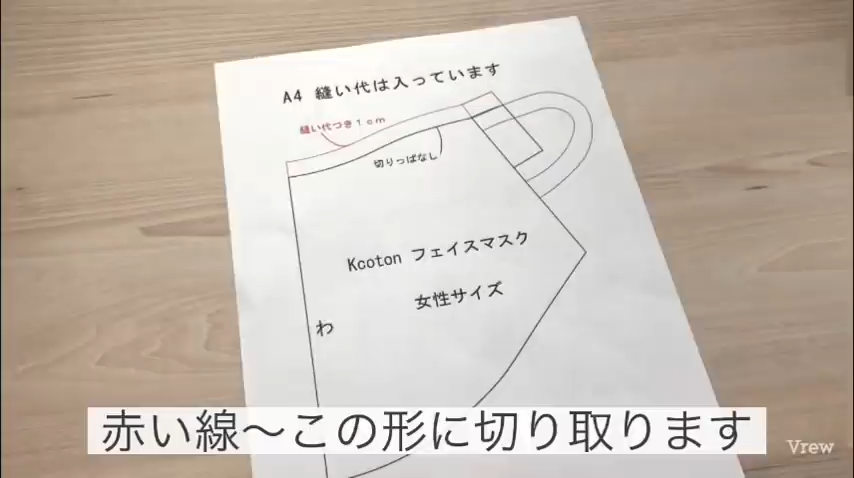 A4 縫い代は入っています
縫い代つき1cm
切りっぱなし
Kcoton フェイスマスク
女性サイズ
わ
赤い線～この形に切り取ります
Vrew